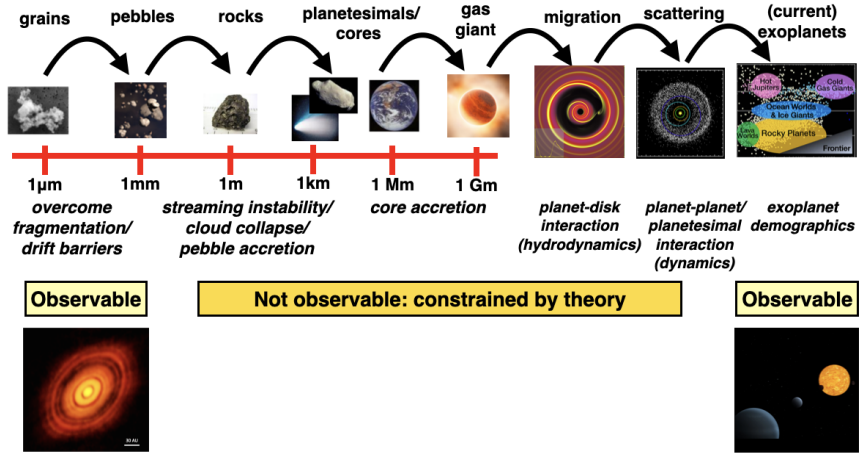 grains
pebbles
rocks
planetesimals/
cores
gas
giant
migration
scattering
(current)
exoplanets
Hot
Jupiters
Cold
Gas Giants
Ocean Worlds
& Ice Giants
Lava
Worlds
Rocky Planets
Frontier
1μm
1mm
1m
1km
1 Mm
1 Gm
overcome
fragmentation/
drift barriers
streaming instability/
cloud collapse/
pebble accretion
core accretion
planet-disk
interaction
(hydrodynamics)
planet-planet/
planetesimal
interaction
(dynamics)
exoplanet
demographics
Observable
Not observable: constrained by theory
Observable
30 AU